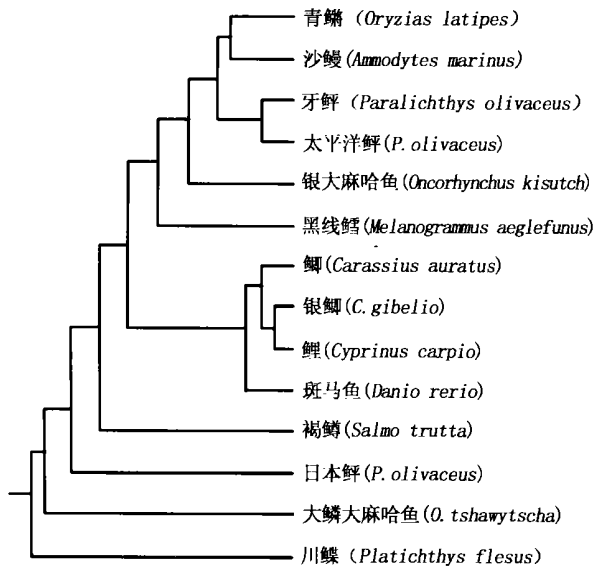 青鳉（Oryzias latipes）
沙鳗(Ammodytes marinus)
牙鲆（Paralichthys olivaceus）
太平洋鲆(P.olivaceus)
银大麻哈鱼(Oncorhynchus kisutch)
黑线鳕(Melanogrammus aeglefunus)
鲫(Carassius auratus)
银鲫(C.gibelio)
鲤(Cyprinus carpio)
斑马鱼(Danio rerio)
褐鳟(Salmo trutta)
日本鲆(P.olivaceus)
大鳞大麻哈鱼(O.tshawytscha)
川鲽（Platichthys flesus）